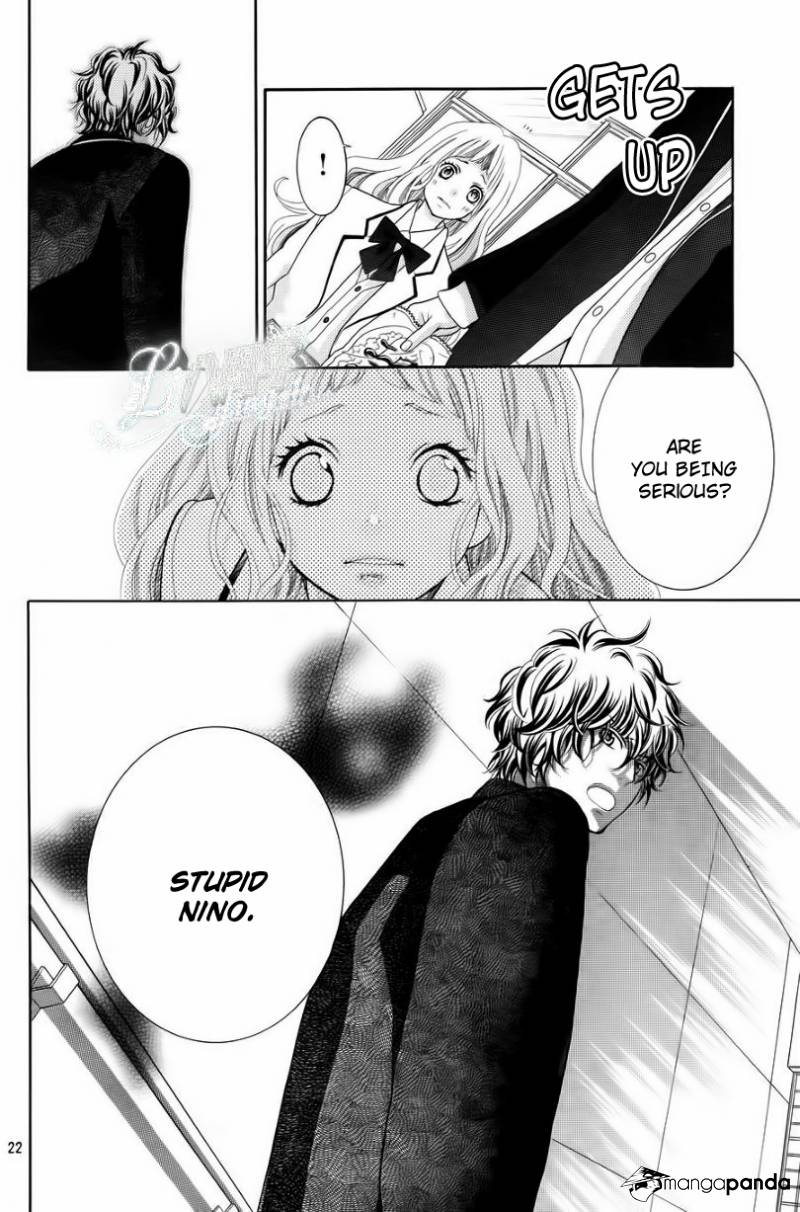 GETS
UP
!
ARE
YOU BEING
SERIOUS?
STUPID
NINO.
22
mangapanda